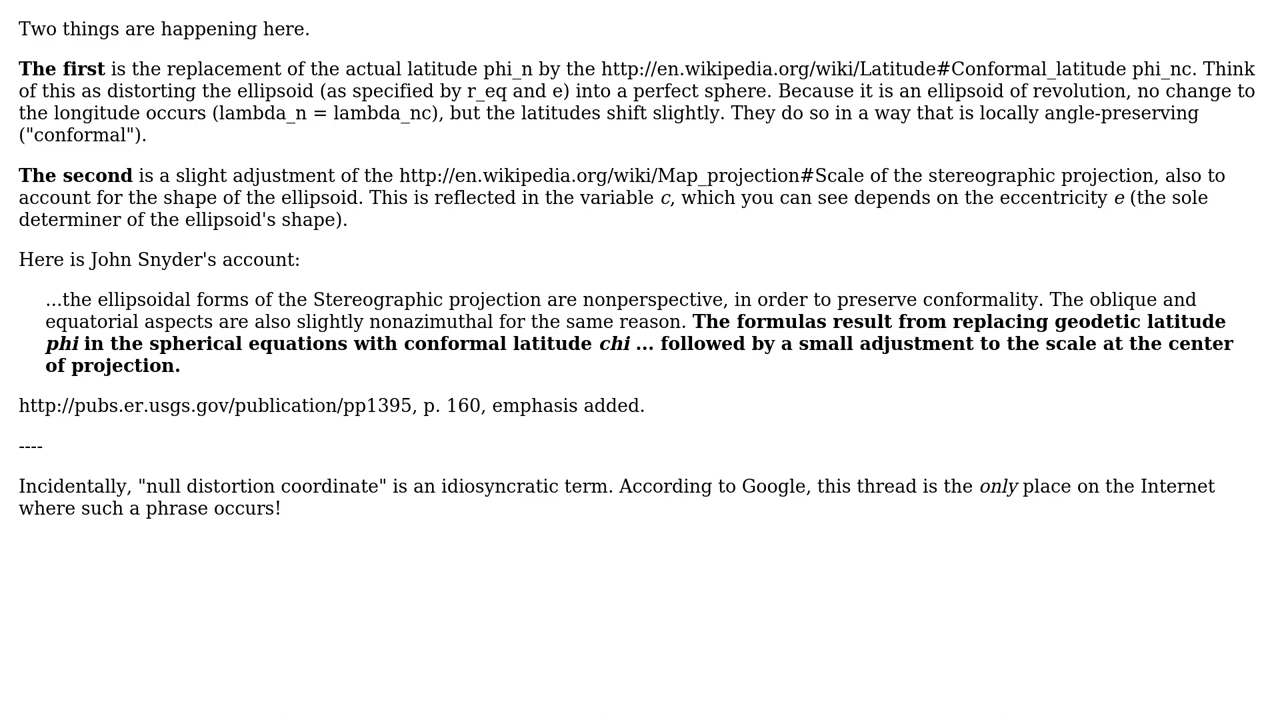 Two things are happening here.
The first is the replacement of the actual latitude phi_n by the http://en.wikipedia.org/wiki/Latitude#Conformal_latitude phi_nc. Think
of this as distorting the ellipsoid (as specified by r_eq and e) into a perfect sphere. Because it is an ellipsoid of revolution, no change to
the longitude occurs (lambda_n = lambda_nc), but the latitudes shift slightly. They do so in a way that is locally angle-preserving
("conformal").
The second is a slight adjustment of the http://en.wikipedia.org/wiki/Map_projection#Scale of the stereographic projection, also to
account for the shape of the ellipsoid. This is reflected in the variable c, which you can see depends on the eccentricity e (the sole
determiner of the ellipsoid's shape).
Here is John Snyder's account:
...the ellipsoidal forms of the Stereographic projection are nonperspective, in order to preserve conformality. The oblique and
equatorial aspects are also slightly nonazimuthal for the same reason. The formulas result from replacing geodetic latitude
phi in the spherical equations with conformal latitude chi ... followed by a small adjustment to the scale at the center
of projection.
http://pubs.er.usgs.gov/publication/pp1395, p. 160, emphasis added.
----
Incidentally, "null distortion coordinate" is an idiosyncratic term. According to Google, this thread is the only place on the Internet
where such a phrase occurs!